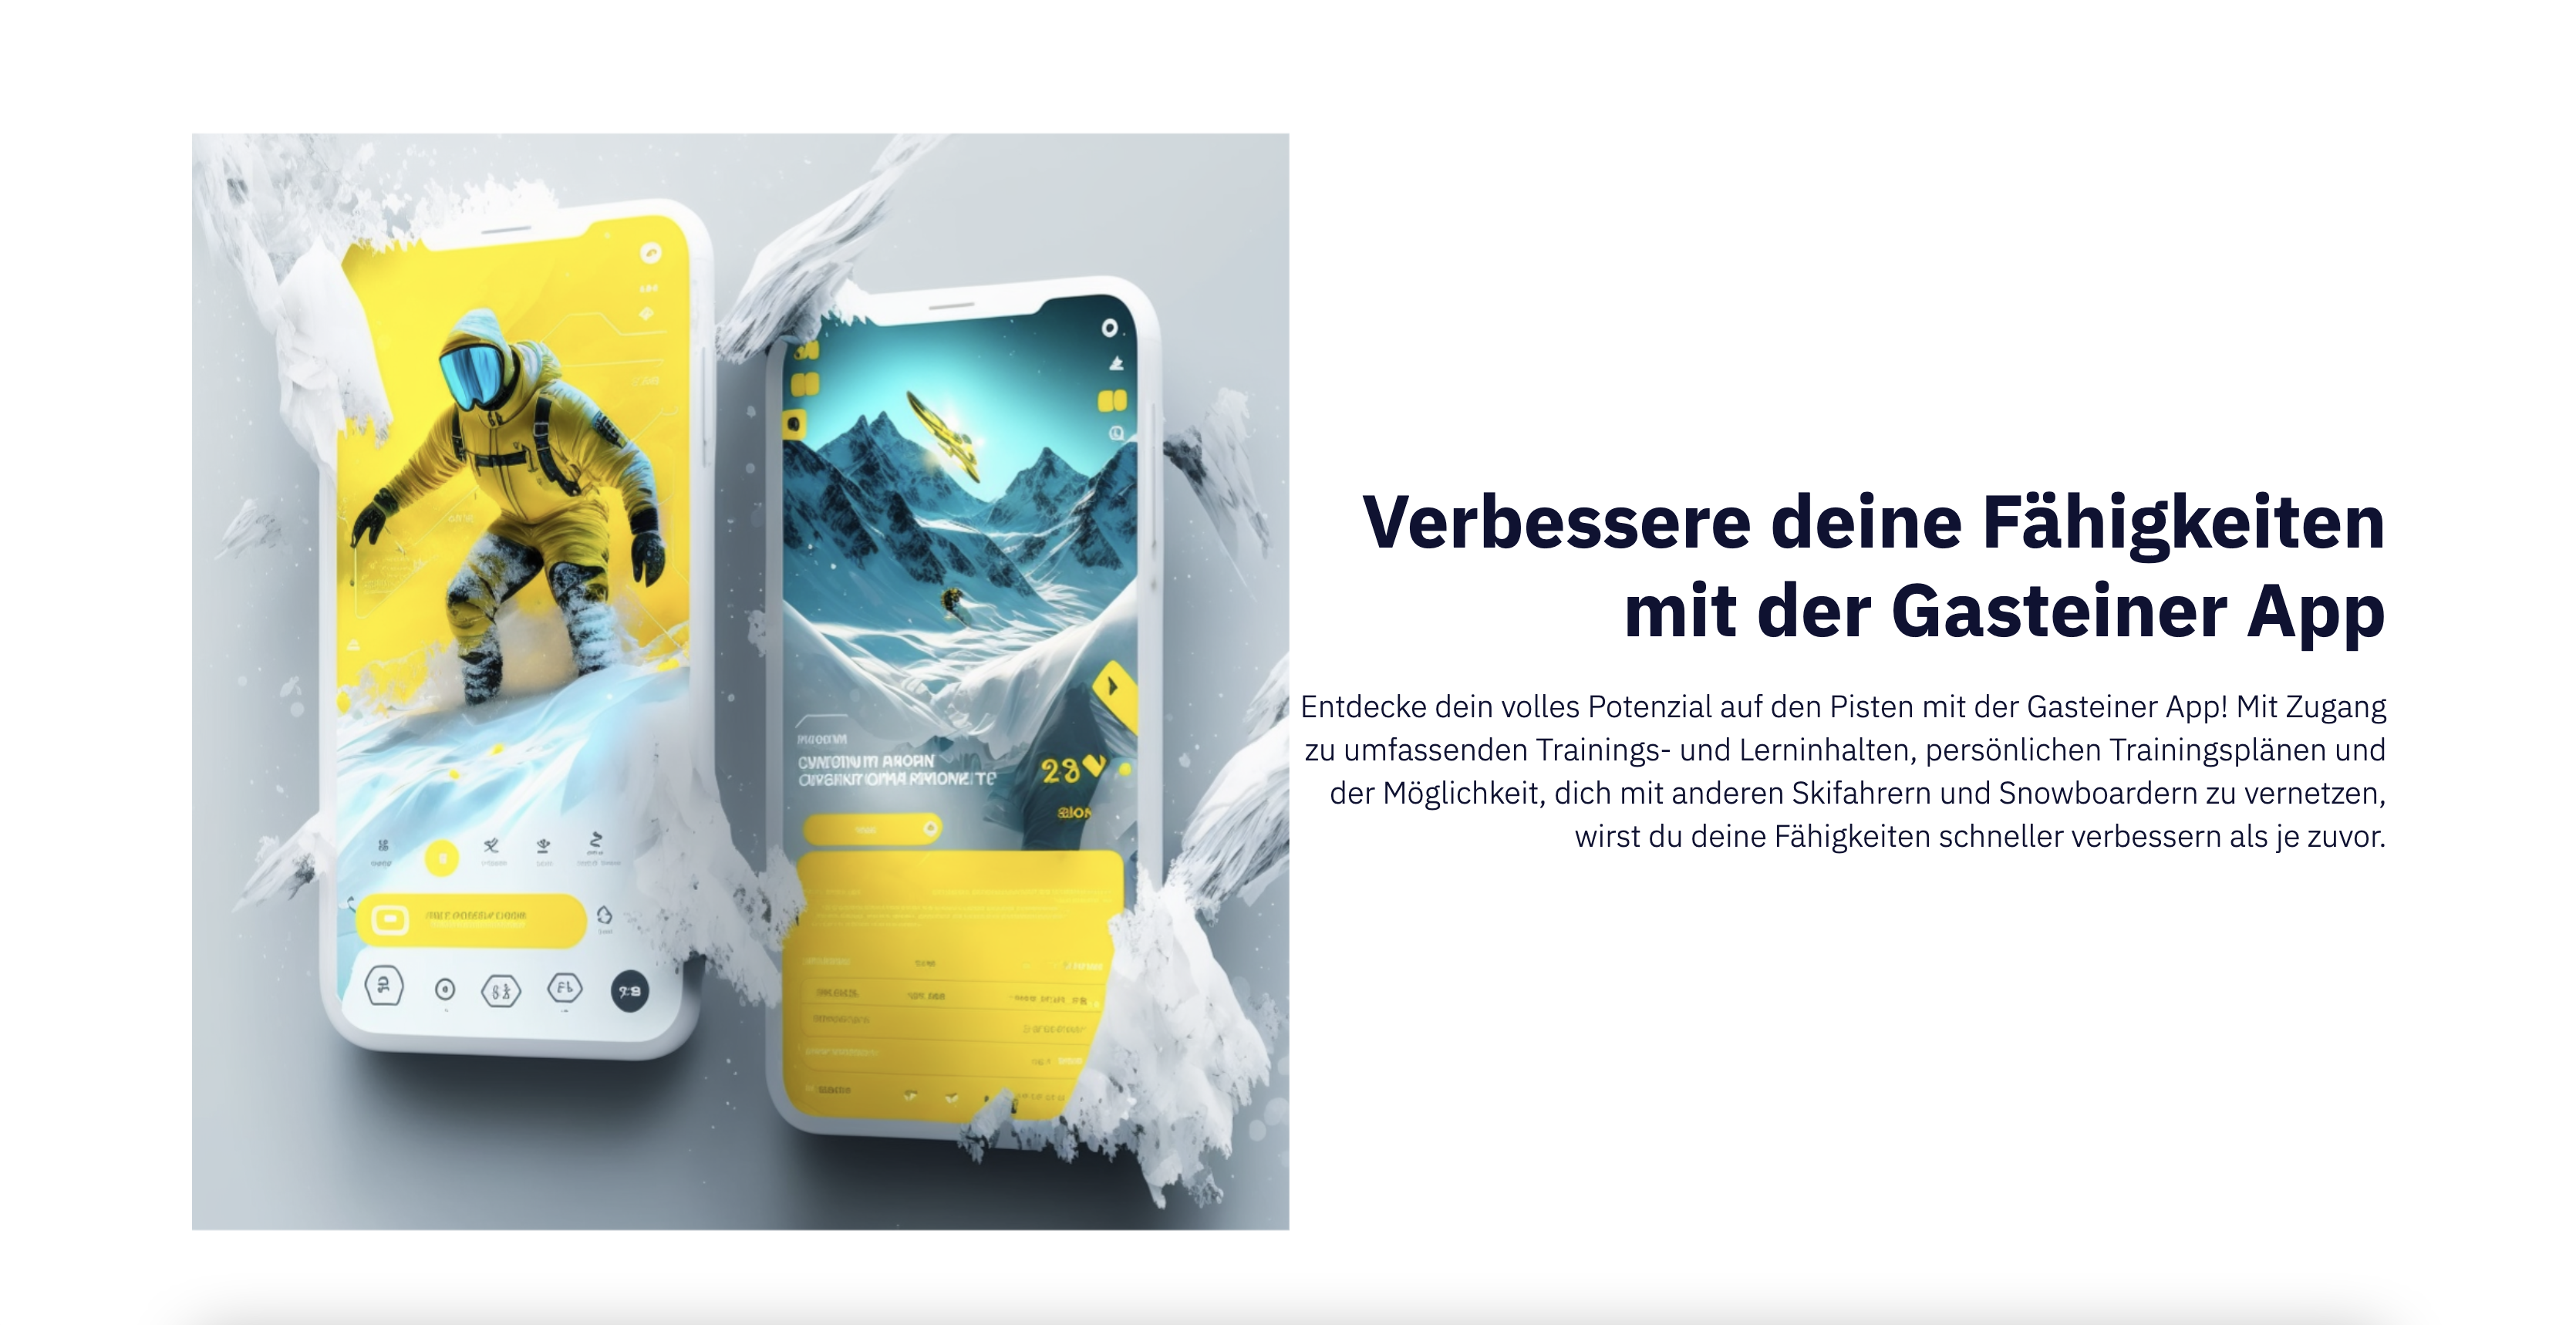 Verbessere deine Fähigkeiten
mit der Gasteiner App
Entdecke dein volles Potenzial auf den Pisten mit der Gasteiner App! Mit Zugang
zu umfassenden Trainings- und Lerninhalten, persönlichen Trainingsplänen und
der Möglichkeit, dich mit anderen Skifahrern und Snowboardern zu vernetzen,
wirst du deine Fähigkeiten schneller verbessern als je zuvor.